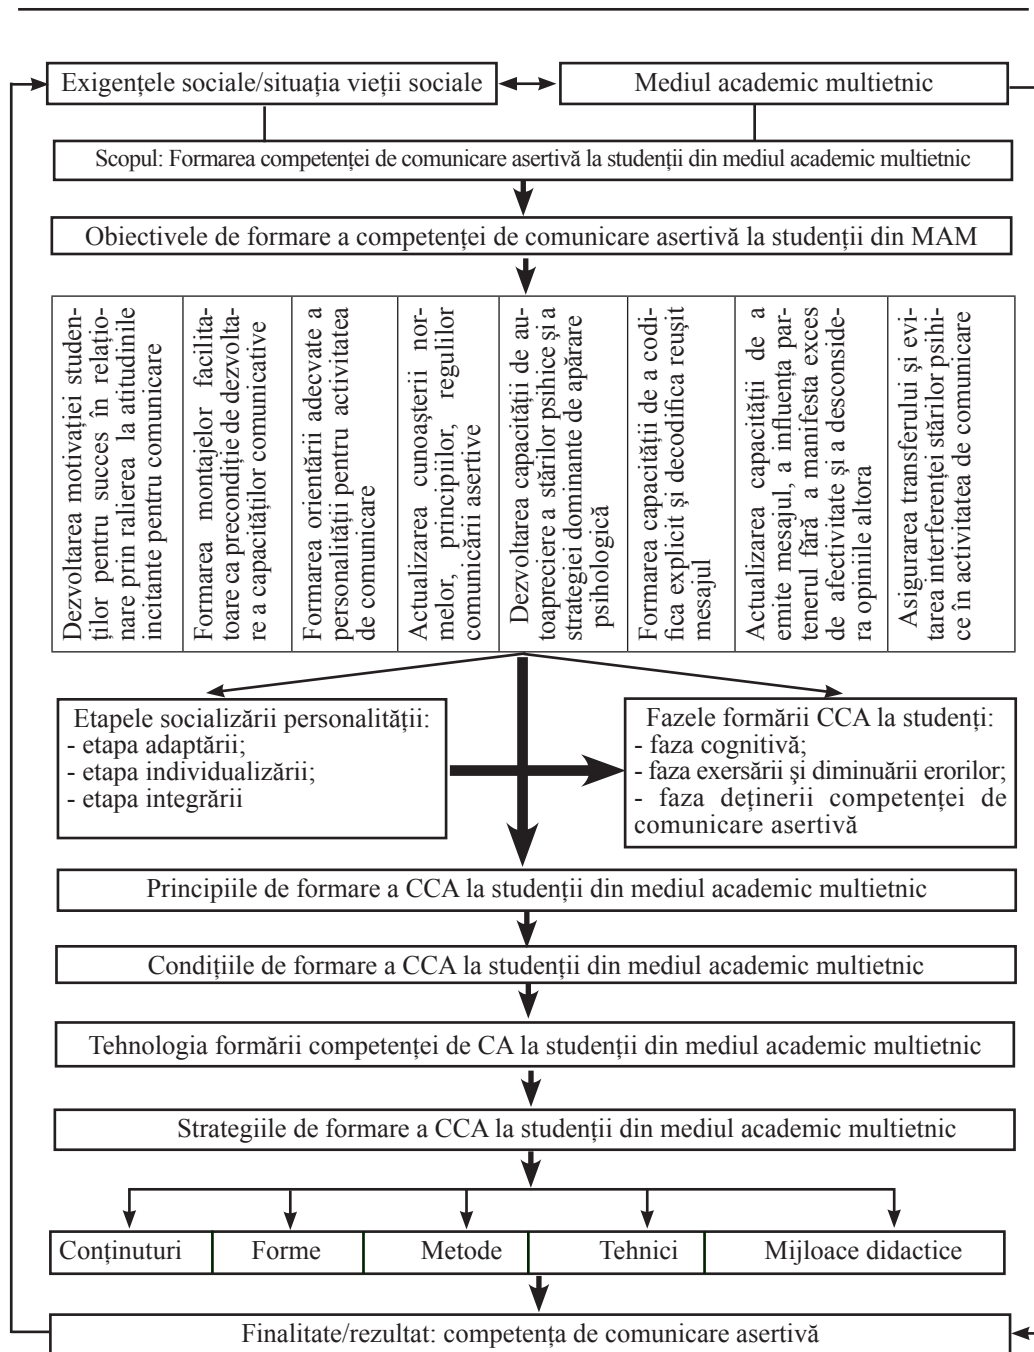 Exigențele sociale/situația vieții sociale
Mediul academic multietnic
Scopul: Formarea competenței de comunicare asertivă la studenții din mediul academic multietnic
Obiectivele de formare a competenței de comunicare asertivă la studenții din MAM
Dezvoltarea motivației studen-
ților pentru succes în relațio-
nare prin ralierea la atitudinile
incitante pentru comunicare
Formarea montajelor facilita-
toare ca precondiție de dezvolta-
re a capacităților comunicative
Formarea orientării adecvate a
personalității pentru activitatea
de comunicare
Actualizarea cunoașterii nor-
melor, principiilor, regulilor
comunicării asertive
Dezvoltarea capacității de au-
toapreciere a stărilor psihice și a
strategiei dominante de apărare
psihologică
Formarea capacității de a codi-
fica explicit și decodifica reușit
mesajul
Actualizarea capacității de a
emite mesajul, a influența par-
tenerul fără a manifesta exces
de afectivitate și a desconside-
ra opiniile altora
Asigurarea transferului și evi-
tarea interferenței stărilor psihi-
ce în activitatea de comunicare
Etapele socializării personalității:
- etapa adaptării;
- etapa individualizării;
- etapa integrării
Fazele formării CCA la studenți:
- faza cognitivă;
- faza exersării şi diminuării erorilor;
- faza deținerii competenței de
comunicare asertivă
Principiile de formare a CCA la studenții din mediul academic multietnic
Condițiile de formare a CCA la studenții din mediul academic multietnic
Tehnologia formării competenței de CA la studenții din mediul academic multietnic
Strategiile de formare a CCA la studenții din mediul academic multietnic
Conținuturi
Forme
Metode
Tehnici
Mijloace didactice
Finalitate/rezultat: competența de comunicare asertivă